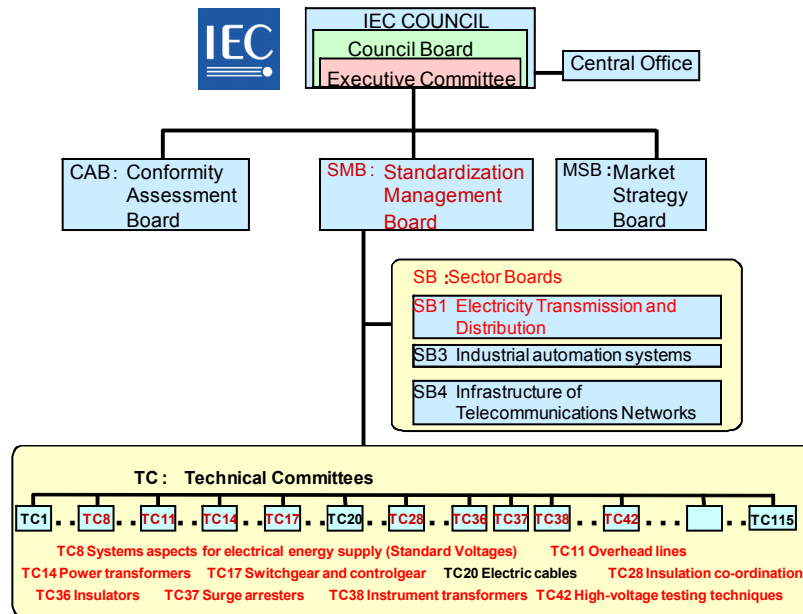 IEC
IEC COUNCIL
Council Board
Executive Committee
Central Office
CAB: Conformity
Assessment
Board
SMB: Standardization
Management
Board
MSB: Market
Strategy
Board
SB :Sector Boards
SB1 Electricity Transmission and
Distribution
SB3 Industrial automation systems
SB4 Infrastructure of
Telecommunications Networks
TC: Technical Committees
TC1 .. TC8 .. TC11 .. TC14 .. TC17 .. TC20 .. TC28 .. TC36 TC37 TC38 .. TC42 ... .. TC115
TC8 Systems aspects for electrical energy supply (Standard Voltages) TC11 Overhead lines
TC14 Power transformers TC17 Switchgear and controlgear TC20 Electric cables TC28 Insulation co-ordination
TC36 Insulators TC37 Surge arresters TC38 Instrument transformers TC42 High-voltage testing techniques